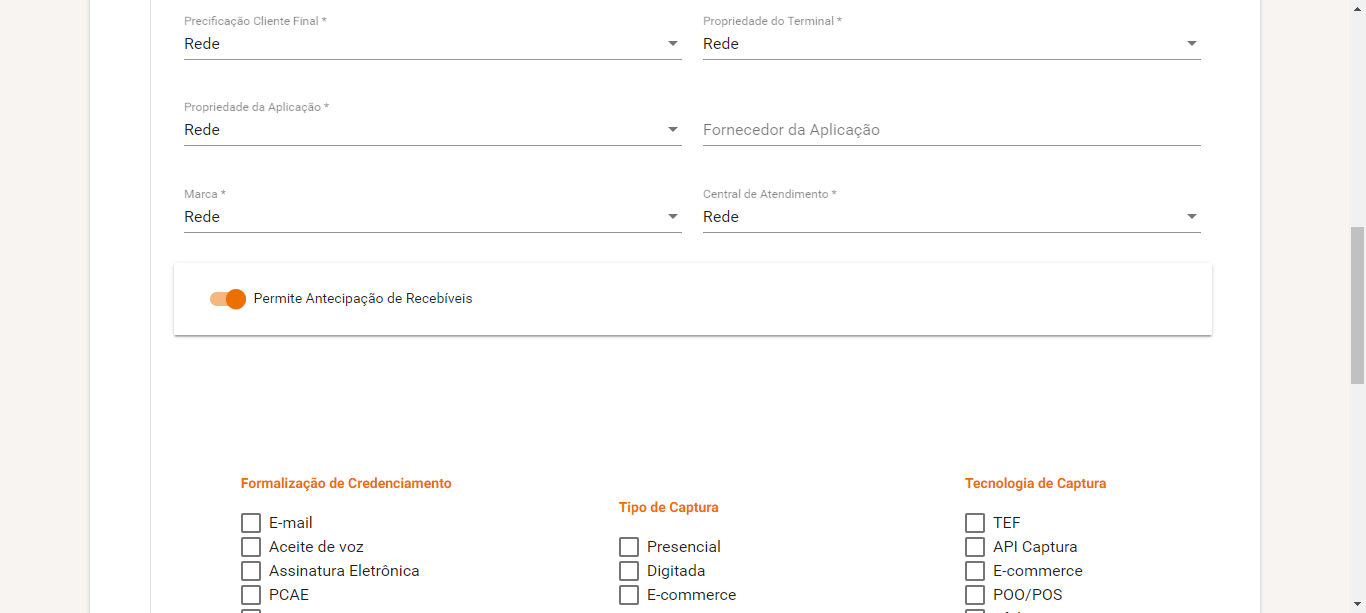 Precificação Cliente Final *
Rede
Propriedade do Terminal *
Rede
Propriedade da Aplicação *
Rede
Fornecedor da Aplicação
Marca *
Rede
Central de Atendimento *
Rede
Permite Antecipação de Recebíveis
Formalização de Credenciamento
E-mail
Aceite de voz
Assinatura Eletrônica
PCAE
Tipo de Captura
Presencial
Digitada
E-commerce
Tecnologia de Captura
TEF
API Captura
E-commerce
POO/POS